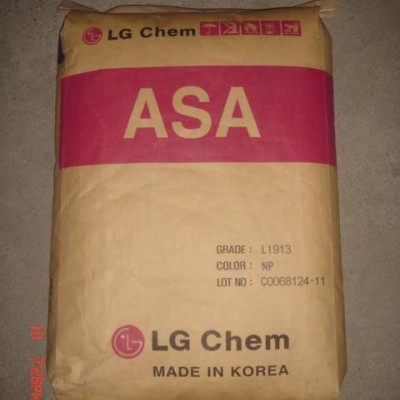 LG Chem
ASA
GRADE : LI913
COLOR : NP
LOT NO : C0068124-11
LG Chem
MADE IN KOREA